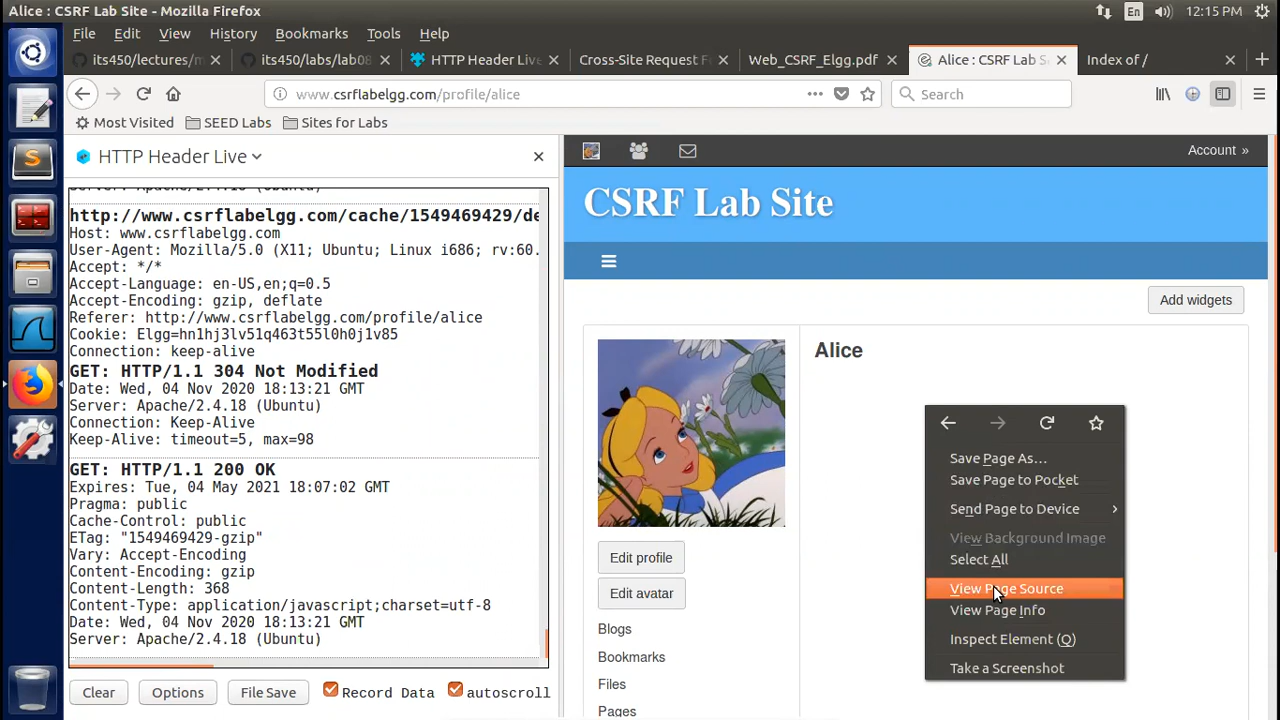 Alice : CSRF Lab Site - Mozilla Firefox
En 12:15 PM
File Edit View History Bookmarks Tools Help
its450/lectures/m its450/labs/lab08 HTTP Header Live Cross-Site Request F Web_CSRF_Elgg.pdf Alice : CSRF Lab S Index of /
www.csrflabelgg.com/profile/alice Search
Most Visited SEED Labs Sites for Labs
HTTP Header Live
Account »
CSRF Lab Site
Add widgets
Server: Apache/2.4.18 (Ubuntu)
http://www.csrflabelgg.com/cache/1549469429/de
Host: www.csrflabelgg.com
User-Agent: Mozilla/5.0 (X11; Ubuntu; Linux i686; rv:60.
Accept: */*
Accept-Language: en-US,en;q=0.5
Accept-Encoding: gzip, deflate
Referer: http://www.csrflabelgg.com/profile/alice
Cookie: Elgg=hn1hj3lv51q463t55l0h0j1v85
Connection: keep-alive
GET: HTTP/1.1 304 Not Modified
Date: Wed, 04 Nov 2020 18:13:21 GMT
Server: Apache/2.4.18 (Ubuntu)
Connection: Keep-Alive
Keep-Alive: timeout=5, max=98
GET: HTTP/1.1 200 OK
Expires: Tue, 04 May 2021 18:07:02 GMT
Pragma: public
Cache-Control: public
ETag: "1549469429-gzip"
Vary: Accept-Encoding
Content-Encoding: gzip
Content-Length: 368
Content-Type: application/javascript;charset=utf-8
Date: Wed, 04 Nov 2020 18:13:21 GMT
Server: Apache/2.4.18 (Ubuntu)
Clear Options File Save Record Data autoscroll
Alice
Edit profile
Edit avatar
Blogs
Bookmarks
Files
Pages
Save Page As...
Save Page to Pocket
Send Page to Device
View Background Image
Select All
View Page Source
View Page Info
Inspect Element (Q)
Take a Screenshot